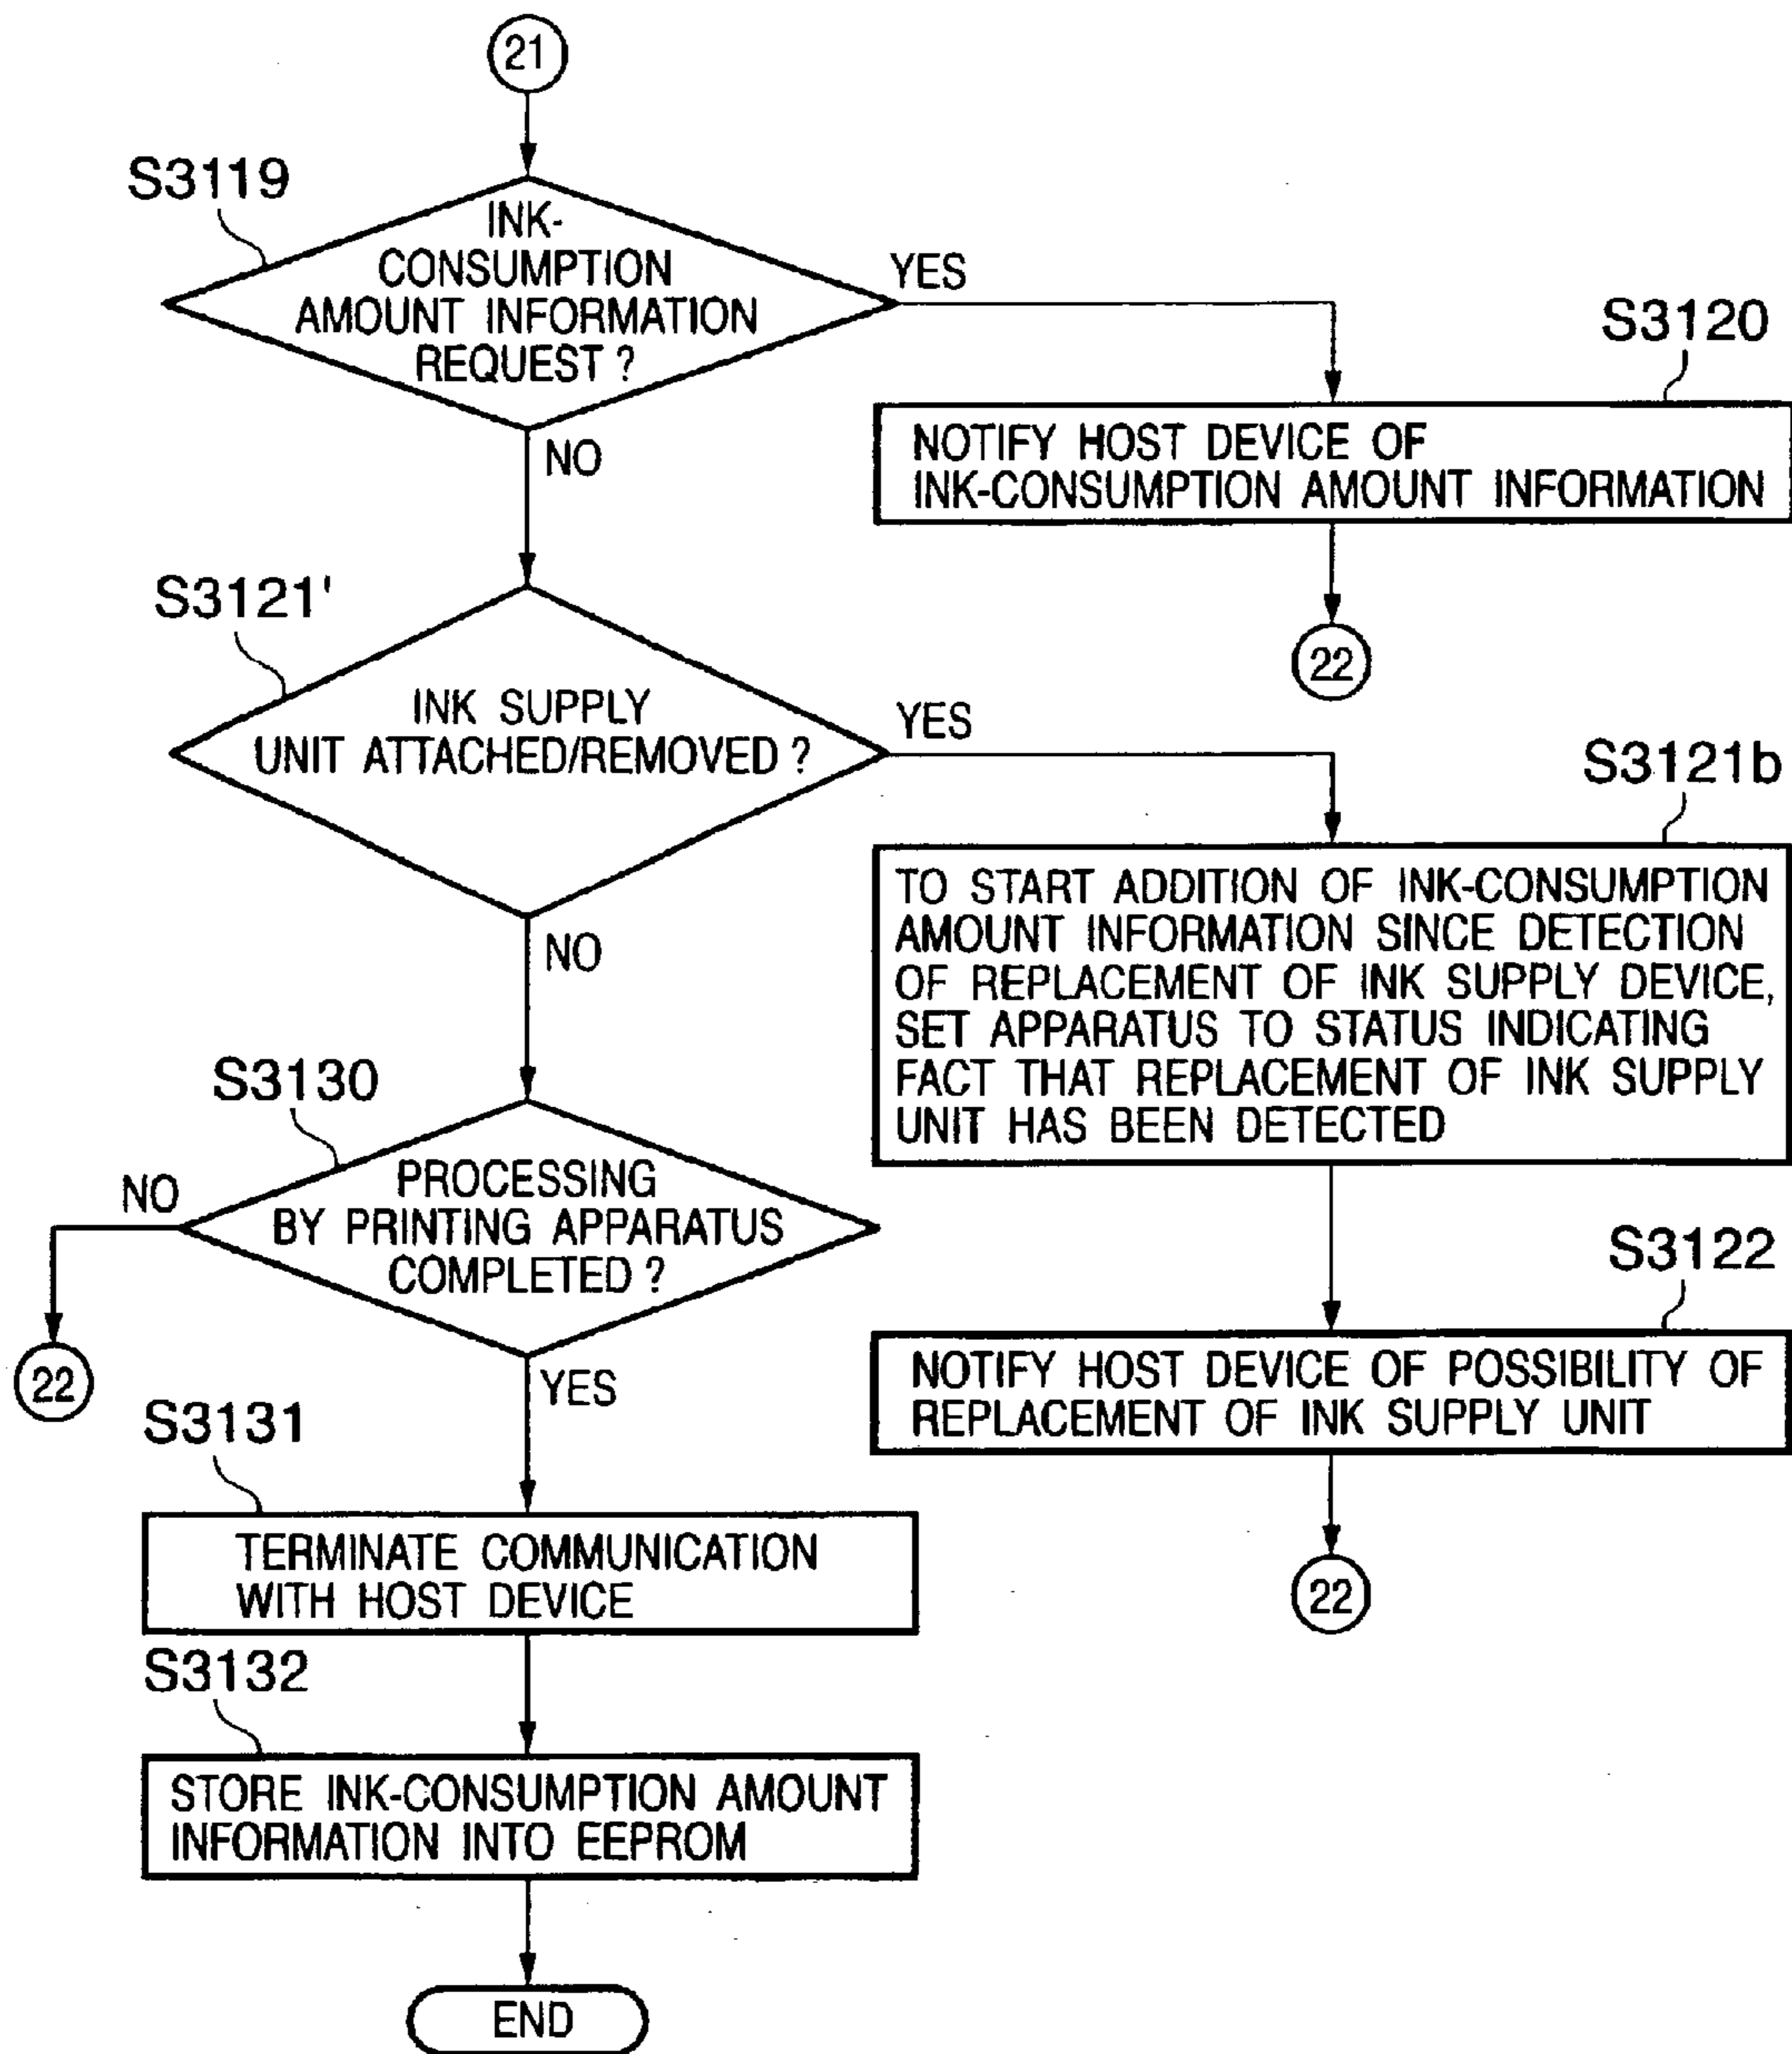 21
S3119
INK-
CONSUMPTION
AMOUNT INFORMATION
REQUEST ?
YES
NO
S3120
NOTIFY HOST DEVICE OF
INK-CONSUMPTION AMOUNT INFORMATION
22
S3121'
INK SUPPLY
UNIT ATTACHED/REMOVED ?
YES
NO
S3121b
TO START ADDITION OF INK-CONSUMPTION
AMOUNT INFORMATION SINCE DETECTION
OF REPLACEMENT OF INK SUPPLY DEVICE,
SET APPARATUS TO STATUS INDICATING
FACT THAT REPLACEMENT OF INK SUPPLY
UNIT HAS BEEN DETECTED
S3122
NOTIFY HOST DEVICE OF POSSIBILITY OF
REPLACEMENT OF INK SUPPLY UNIT
22
S3130
PROCESSING
BY PRINTING APPARATUS
COMPLETED ?
NO
22
YES
S3131
TERMINATE COMMUNICATION
WITH HOST DEVICE
S3132
STORE INK-CONSUMPTION AMOUNT
INFORMATION INTO EEPROM
END